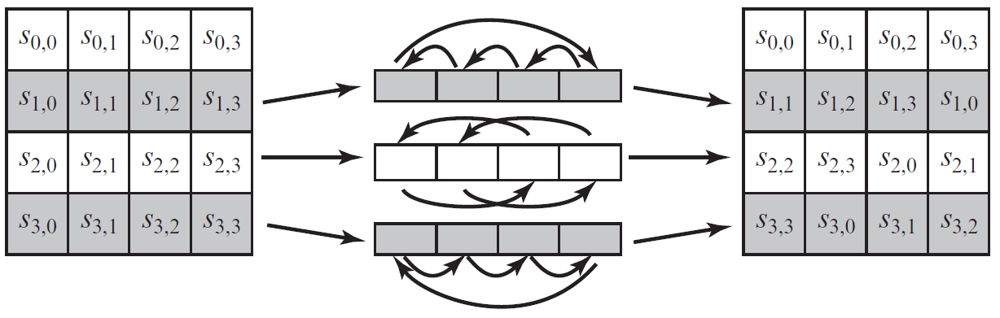 s0,0 s0,1 s0,2 s0,3 s0,0 s0,1 s0,2 s0,3
s1,0 s1,1 s1,2 s1,3 s1,1 s1,2 s1,3 s1,0
s2,0 s2,1 s2,2 s2,3 s2,2 s2,3 s2,0 s2,1
s3,0 s3,1 s3,2 s3,3 s3,3 s3,0 s3,1 s3,2